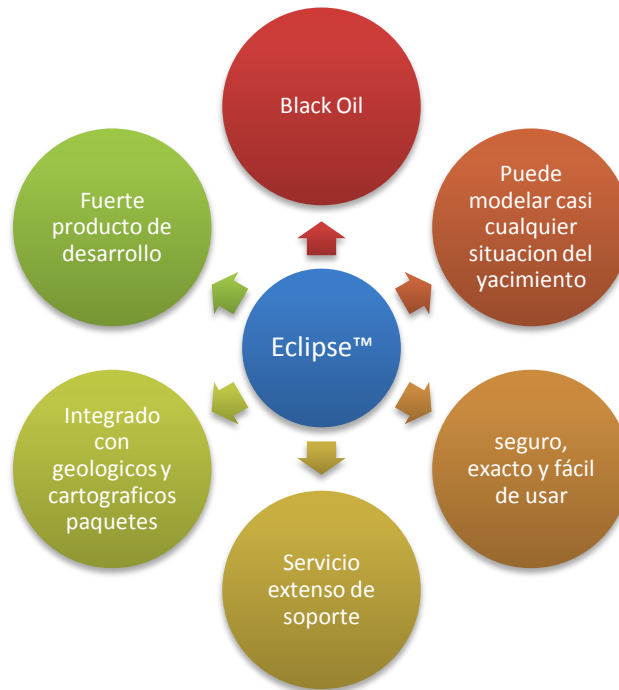 Black Oil
Fuerte
producto de
desarrollo
Puede
modelar casi
cualquier
situacion del
yacimiento
Eclipse™
Integrado
con
geologicos y
cartograficos
paquetes
seguro,
exacto y fácil
de usar
Servicio
extenso de
soporte